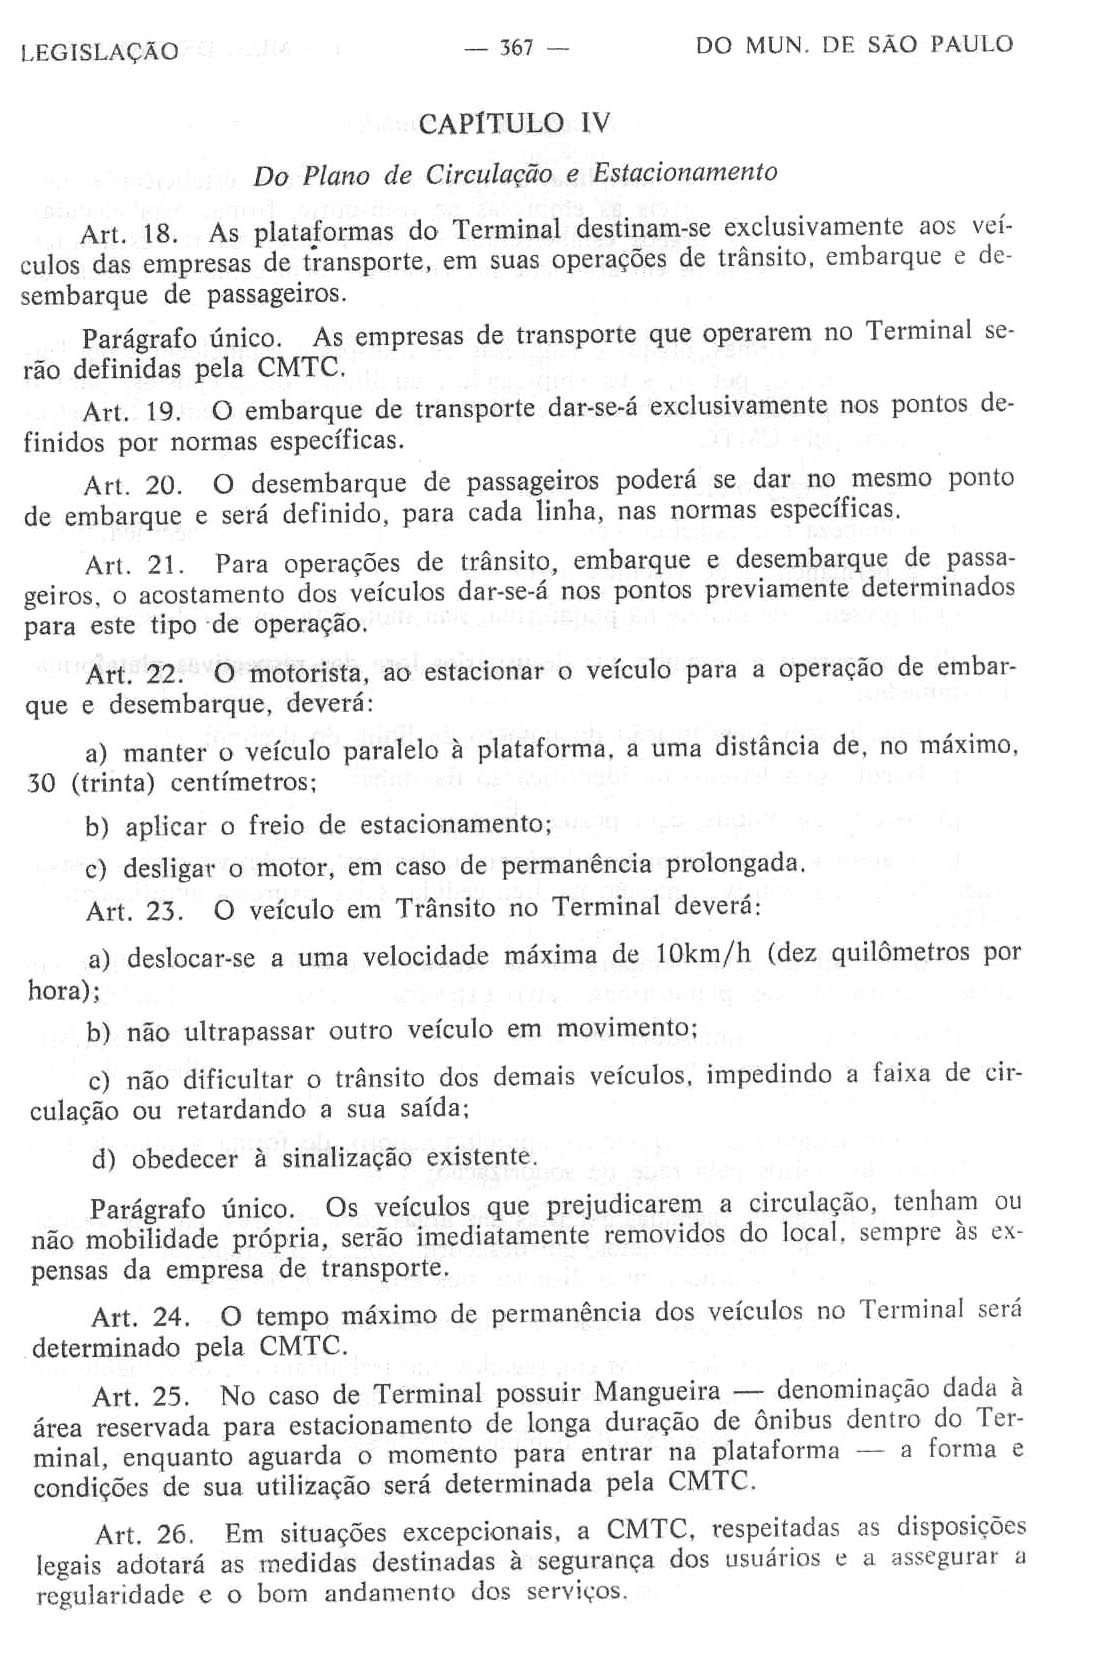 LEGISLAÇÃO — 367 — DO MUN. DE SÃO PAULO
CAPÍTULO IV
Do Plano de Circulação e Estacionamento
Art. 18. As plataformas do Terminal destinam-se exclusivamente aos veí-
culos das empresas de transporte, em suas operações de trânsito, embarque e de-
sembarque de passageiros.
Parágrafo único. As empresas de transporte que operarem no Terminal se-
rão definidas pela CMTC.
Art. 19. O embarque de transporte dar-se-á exclusivamente nos pontos de-
finidos por normas específicas.
Art. 20. O desembarque de passageiros poderá se dar no mesmo ponto
de embarque e será definido, para cada linha, nas normas específicas.
Art. 21. Para operações de trânsito, embarque e desembarque de passa-
geiros, o acostamento dos veículos dar-se-á nos pontos previamente determinados
para este tipo de operação.
Art. 22. O motorista, ao estacionar o veículo para a operação de embar-
que e desembarque, deverá:
a) manter o veículo paralelo à plataforma, a uma distância de, no máximo,
30 (trinta) centímetros;
b) aplicar o freio de estacionamento;
c) desligar o motor, em caso de permanência prolongada.
Art. 23. O veículo em Trânsito no Terminal deverá:
a) deslocar-se a uma velocidade máxima de 10km/h (dez quilômetros por
hora);
b) não ultrapassar outro veículo em movimento;
c) não dificultar o trânsito dos demais veículos, impedindo a faixa de cir-
culação ou retardando a sua saída;
d) obedecer à sinalização existente.
Parágrafo único. Os veículos que prejudicarem a circulação, tenham ou
não mobilidade própria, serão imediatamente removidos do local, sempre às ex-
pensas da empresa de transporte.
Art. 24. O tempo máximo de permanência dos veículos no Terminal será
determinado pela CMTC.
Art. 25. No caso de Terminal possuir Mangueira — denominação dada à
área reservada para estacionamento de longa duração de ônibus dentro do Ter-
minal, enquanto aguarda o momento para entrar na plataforma — a forma e
condições de sua utilização será determinada pela CMTC.
Art. 26. Em situações excepcionais, a CMTC, respeitadas as disposições
legais adotará as medidas destinadas à segurança dos usuários e a assegurar a
regularidade e o bom andamento dos serviços.